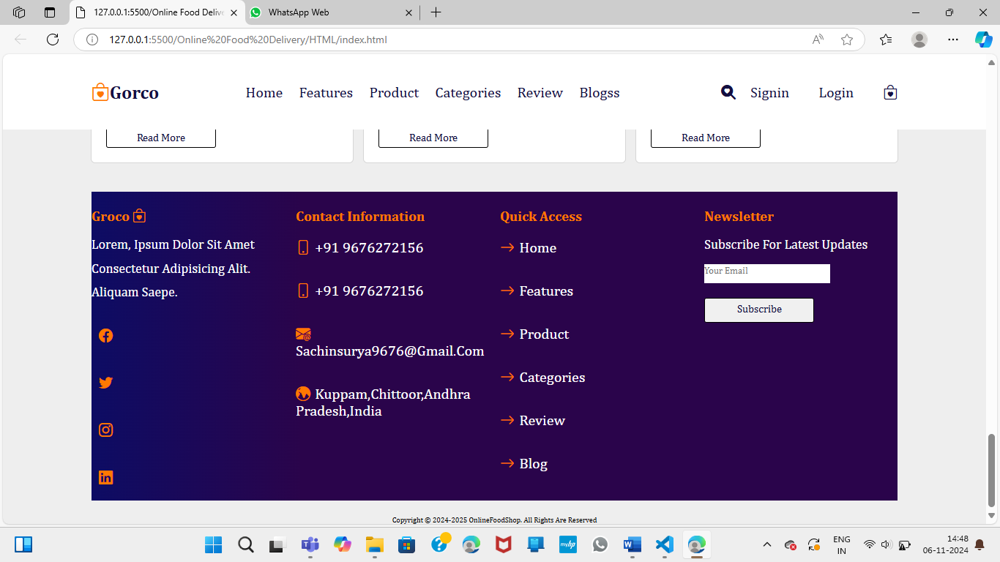 127.0.0.1:5500/Online Food Delive
WhatsApp Web
127.0.0.1:5500/Online%20Food%20Delivery/HTML/index.html
Gorco
Home Features Product Categories Review Blogss
Signin Login
Read More Read More Read More
Groco
Lorem, Ipsum Dolor Sit Amet
Consectetur Adipisicing Alit.
Aliquam Saepe.
Contact Information
+91 9676272156
+91 9676272156
Sachinsurya9676@Gmail.Com
Kuppam,Chittoor,Andhra
Pradesh,India
Quick Access
Home
Features
Product
Categories
Review
Blog
Newsletter
Subscribe For Latest Updates
Your Email
Subscribe
Copyright © 2024-2025 OnlineFoodShop. All Rights Are Reserved
ENG
IN
14:48
06-11-2024